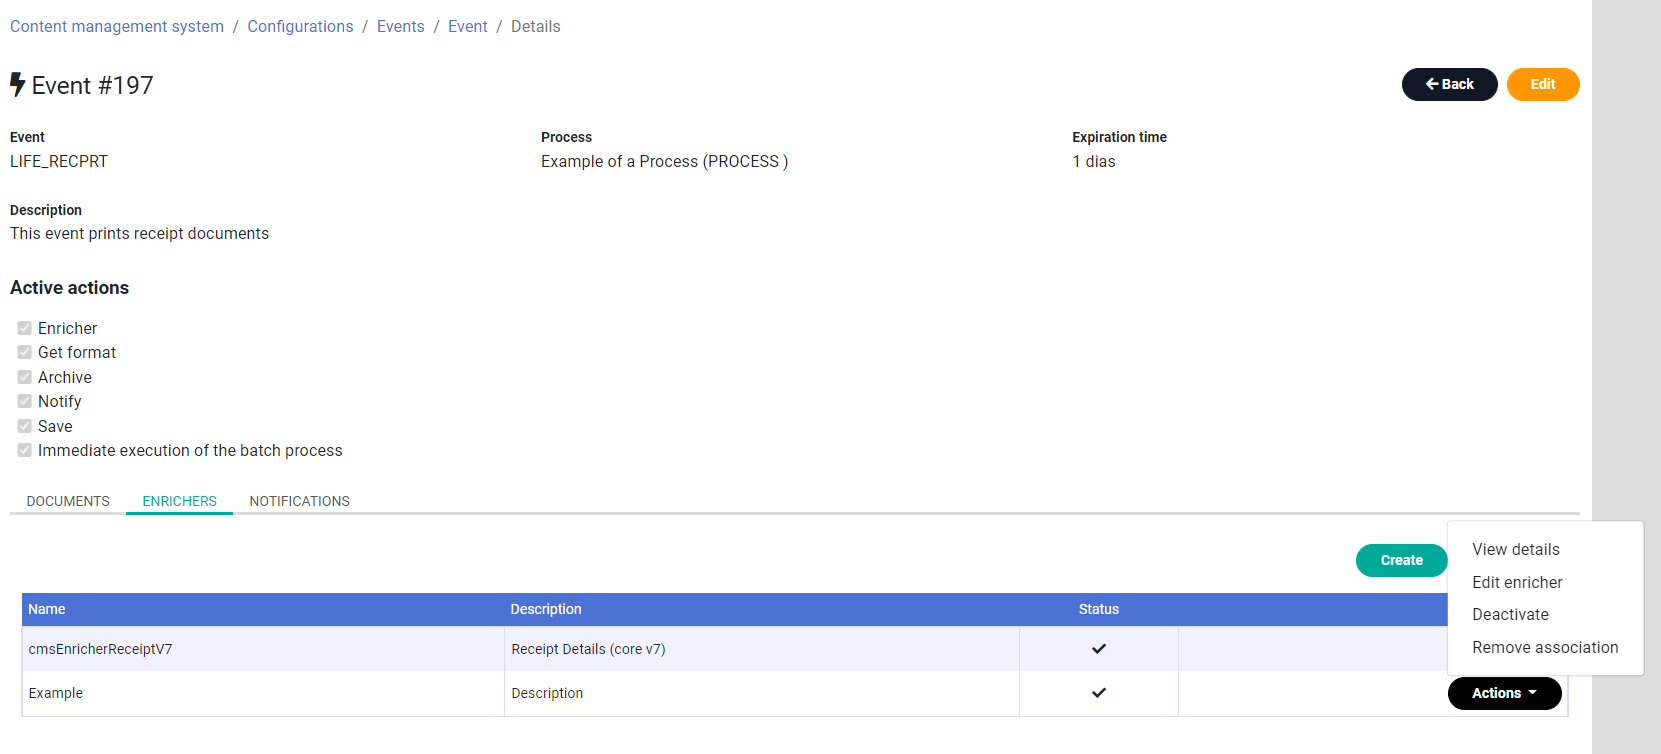 Content management system / Configurations / Events / Event / Details
Event #197
Back
Edit
Event
Process
Expiration time
LIFE_RECPRT
Example of a Process (PROCESS )
1 dias
Description
This event prints receipt documents
Active actions
Enricher
Get format
Archive
Notify
Save
Immediate execution of the batch process
DOCUMENTS
ENRICHERS
NOTIFICATIONS
Create
View details
Edit enricher
Deactivate
Remove association
Name
Description
Status
cmsEnricherReceiptV7
Receipt Details (core v7)
Example
Description
Actions